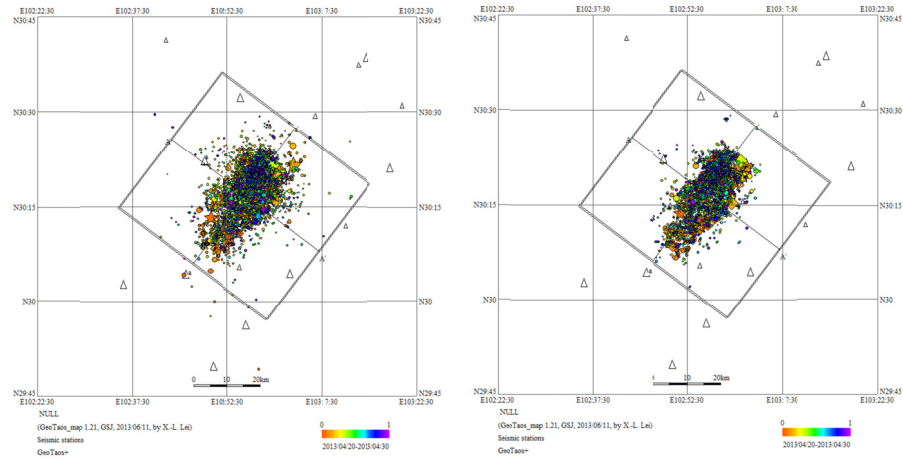 E102:22:30 E102:37:30 E105:52:30 E103: 7:30 E103:22:30
N30:45 N30:45
N30:30 N30:30
N30:15 N30:15
N30 N30
0 10 20km
N29:45 N29:45
E102:22:30 E102:37:30 E102:52:30 E103: 7:30 E103:22:30
NULL
(GeoTaos_map 1.21, GSJ, 2013/06/11, by X.-L. Lei)
Seismic stations
GeoTaos+
0 1
2013/04/20-2013/04/30
E102:22:30 E102:37:30 E105:52:30 E103: 7:30 E103:22:30
N30:45 N30:45
N30:30 N30:30
N30:15 N30:15
N30 N30
10 20km
N29:45 N29:45
E102:22:30 E102:37:30 E102:52:30 E103: 7:30 E103:22:30
NULL
(GeoTaos_map 1.21, GSJ, 2013/06/11, by X.-L. Lei)
Seismic stations
GeoTaos+
0 1
2013/04/20-2013/04/30